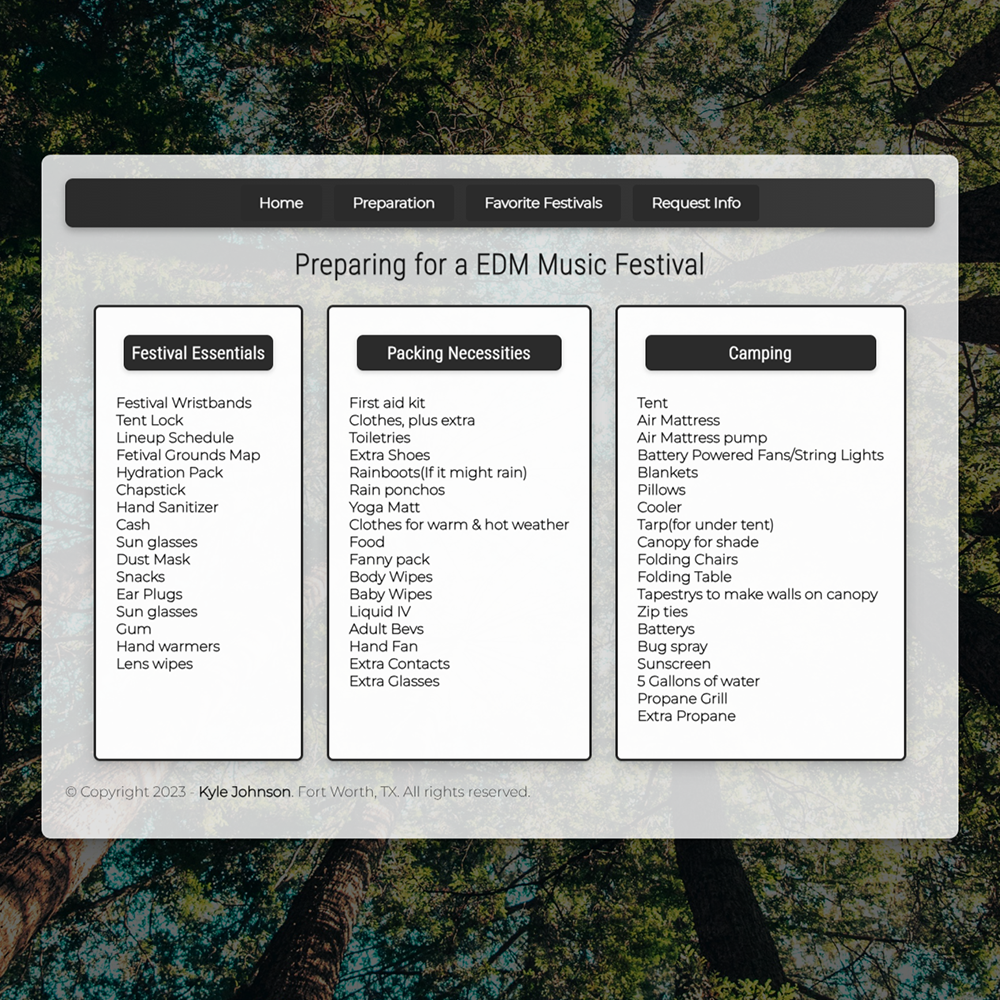 Home
Preparation
Favorite Festivals
Request Info
Preparing for a EDM Music Festival
Festival Essentials
Festival Wristbands
Tent Lock
Lineup Schedule
Fetival Grounds Map
Hydration Pack
Chapstick
Hand Sanitizer
Cash
Sun glasses
Dust Mask
Snacks
Ear Plugs
Sun glasses
Gum
Hand warmers
Lens wipes
Packing Necessities
First aid kit
Clothes, plus extra
Toiletries
Extra Shoes
Rainboots(If it might rain)
Rain ponchos
Yoga Matt
Clothes for warm & hot weather
Food
Fanny pack
Body Wipes
Baby Wipes
Liquid IV
Adult Bevs
Hand Fan
Extra Contacts
Extra Glasses
Camping
Tent
Air Mattress
Air Mattress pump
Battery Powered Fans/String Lights
Blankets
Pillows
Cooler
Tarp(for under tent)
Canopy for shade
Folding Chairs
Folding Table
Tapestrys to make walls on canopy
Zip ties
Batterys
Bug spray
Sunscreen
5 Gallons of water
Propane Grill
Extra Propane
© Copyright 2023 - Kyle Johnson. Fort Worth, TX. All rights reserved.